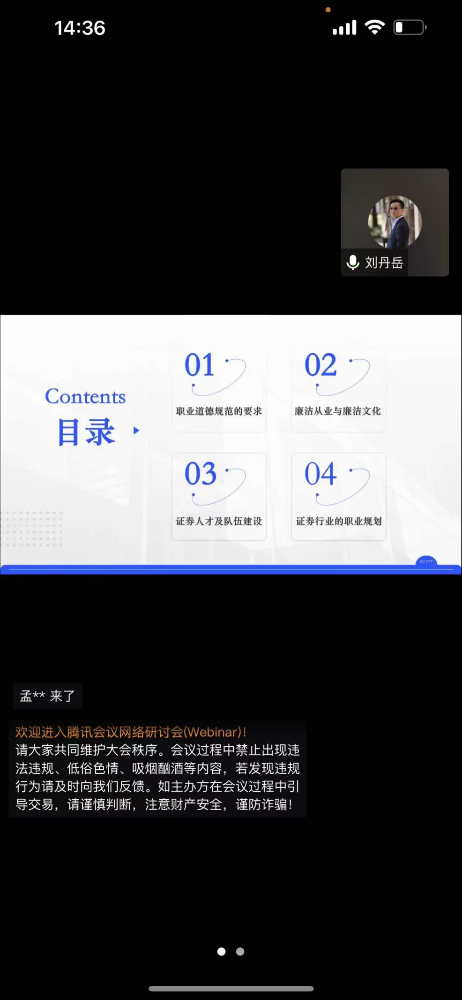 14:36
刘丹岳
Contents
目录
01
职业道德规范的要求
02
廉洁从业与廉洁文化
03
证券人才及队伍建设
04
证券行业的职业规划
GD PPT
孟** 来了
欢迎进入腾讯会议网络研讨会(Webinar)!
请大家共同维护大会秩序。会议过程中禁止出现违
法违规、低俗色情、吸烟酗酒等内容，若发现违规
行为请及时向我们反馈。如主办方在会议过程中引
导交易，请谨慎判断，注意财产安全，谨防诈骗！